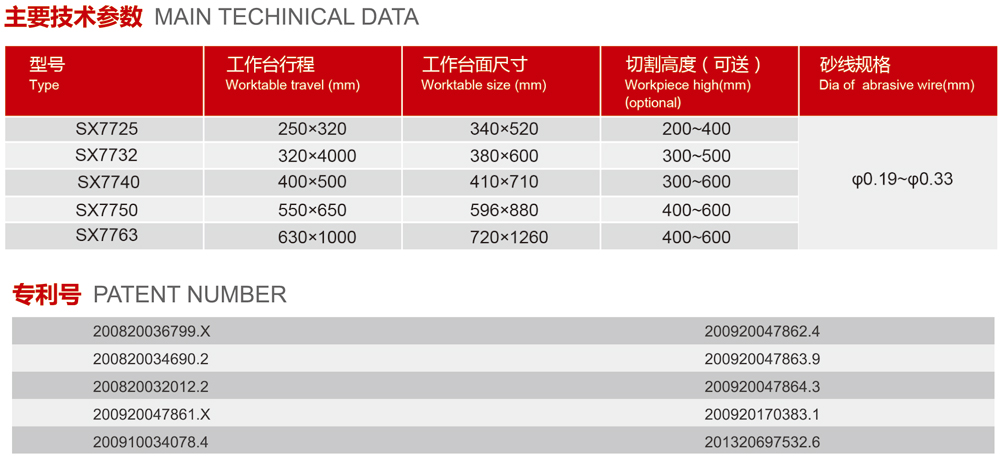 主要技术参数 MAIN TECHINICAL DATA
型号 工作台行程 工作台面尺寸 切割高度（可送） 砂线规格
Type Worktable travel (mm) Worktable size (mm) Workpiece high(mm) Dia of abrasive wire(mm)
(optional)
SX7725 250×320 340×520 200~400
SX7732 320×4000 380×600 300~500
SX7740 400×500 410×710 300~600
φ0.19~φ0.33
SX7750 550×650 596×880 400~600
SX7763 630×1000 720×1260 400~600
专利号 PATENT NUMBER
200820036799.X 200920047862.4
200820034690.2 200920047863.9
200820032012.2 200920047864.3
200920047861.X 200920170383.1
200910034078.4 201320697532.6